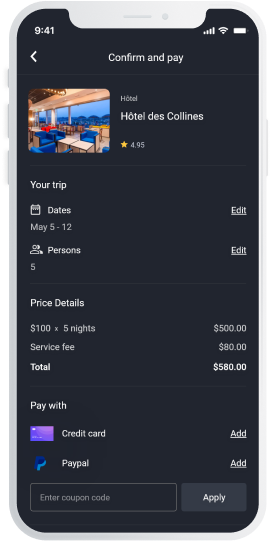 9:41
Confirm and pay
Hôtel
Hôtel des Collines
4.95
Your trip
Dates Edit
May 5 - 12
Persons Edit
5
Price Details
$100 x 5 nights $500.00
Service fee $80.00
Total $580.00
Pay with
Credit card Add
Paypal Add
Enter coupon code Apply